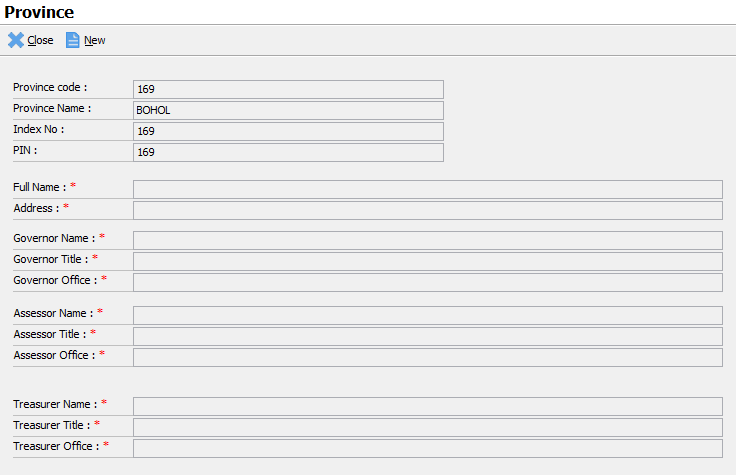 Province
Close New
Province code : 169
Province Name : BOHOL
Index No : 169
PIN : 169
Full Name : *
Address : *
Governor Name : *
Governor Title : *
Governor Office : *
Assessor Name : *
Assessor Title : *
Assessor Office : *
Treasurer Name : *
Treasurer Title : *
Treasurer Office : *